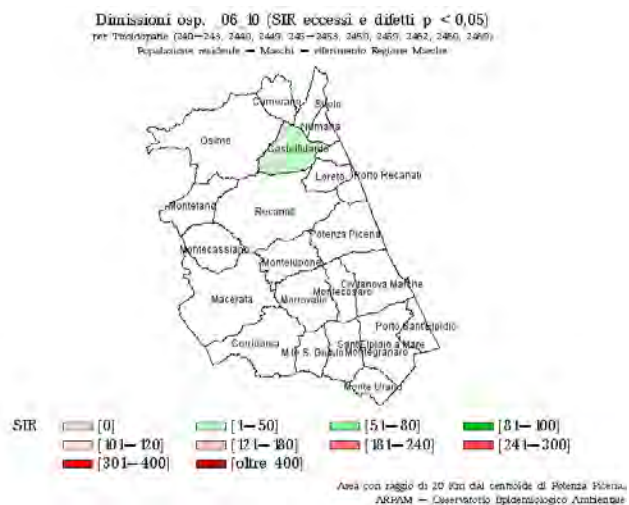 Dimissioni osp. 06_10 (SIR eccessi e difetti p < 0,05)
per Tireopatie (240-243, 2440, 2449, 245-2453, 2459, 2462,
Popolazione residente - Maschi - riferimento Regione Marche
Camerano
Sirolo
Numana
Osimo
Castelfidardo
Loreto
Porto Recanati
Montefano
Recanati
Potenza Picena
Montecassiano
Montelupone
Civitanova Marche
Montecosaro
Macerata
Morrovalle
Porto Sant'Elpidio
Corridonia
Sant'Elpidio a Mare
M.te S. Giusto
Montegranaro
Monte Urano
SIR
[0]
[1-50]
[51-80]
[81-100]
[101-120]
[121-180]
[181-240]
[241-300]
[301-400]
[oltre 400]
Area con raggio di 20 Km dal centroide di Potenza Picena.
ARPAM - Osservatorio Epidemiologico Ambientale